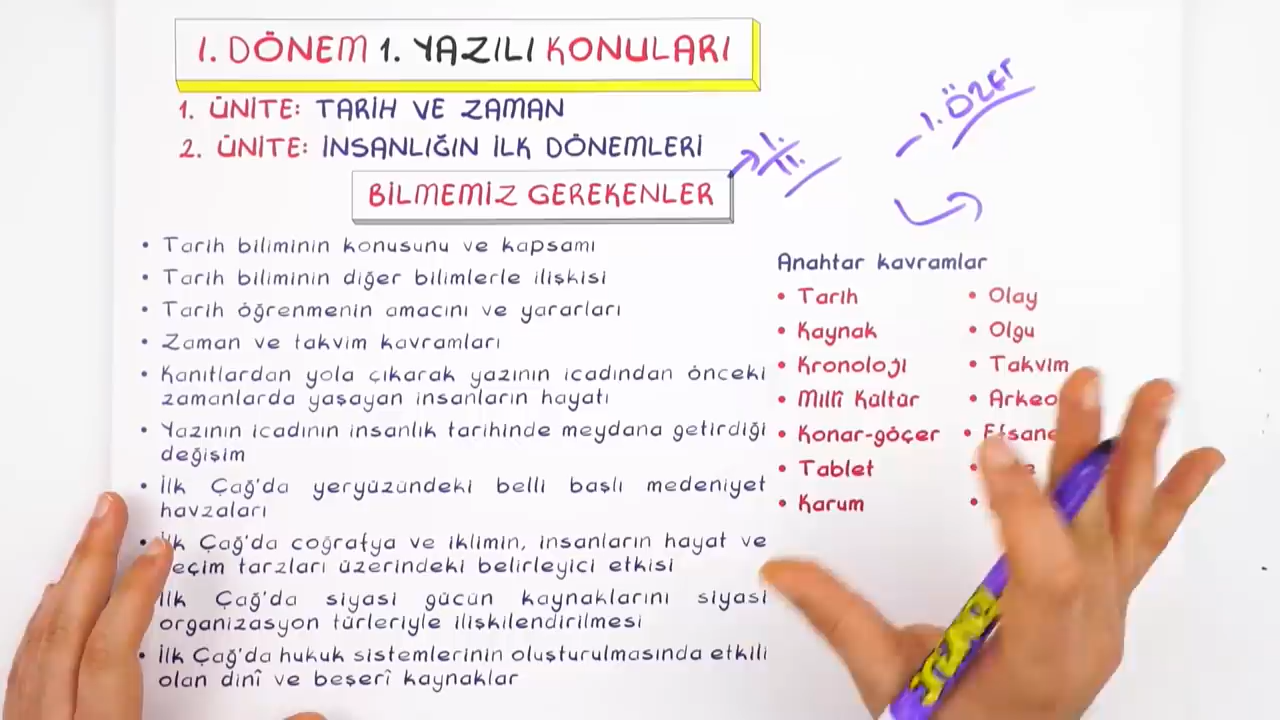 I. DÖNEM 1. YAZILI KONULARI
1. ÜNİTE: TARİH VE ZAMAN
2. ÜNİTE: İNSANLIĞIN İLK DÖNEMLERİ
I.
II.
1. ÖZET
BİLMEMİZ GEREKENLER
• Tarih biliminin konusunu ve kapsamı
• Tarih biliminin diğer bilimlerle ilişkisi
• Tarih öğrenmenin amacını ve yararları
• Zaman ve takvim kavramları
• Kanıtlardan yola çıkarak yazının icadından önceki
zamanlarda yaşayan insanların hayatı
• Yazının icadının insanlık tarihinde meydana getirdiği
değişim
• İlk Çağ'da yeryüzündeki belli başlı medeniyet
havzaları
• İlk Çağ'da coğrafya ve iklimin, insanların hayat ve
eçim tarzları üzerindeki belirleyici etkisi
İlk Çağ'da siyasi gücün kaynaklarını siyasi
organizasyon türleriyle ilişkilendirilmesi
• İlk Çağ'da hukuk sistemlerinin oluşturulmasında etkili
olan dinî ve beşerî kaynaklar
Anahtar kavramlar
• Tarih
• Kaynak
• Kronoloji
• Millî Kültür
• Konar-göçer
• Tablet
• Karum
• Olay
• Olgu
• Takvim
• Arkeo
• Efsane